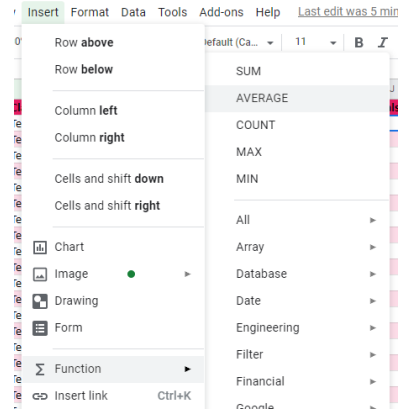 Insert Format Data Tools Add-ons Help Last edit was 5 min
Default (Ca... 11 B I
Row above
Row below
Column left
Column right
Cells and shift down
Cells and shift right
Chart
Image
Drawing
Form
Function
Insert link Ctrl+K
SUM
AVERAGE
COUNT
MAX
MIN
All
Array
Database
Date
Engineering
Filter
Financial
Google